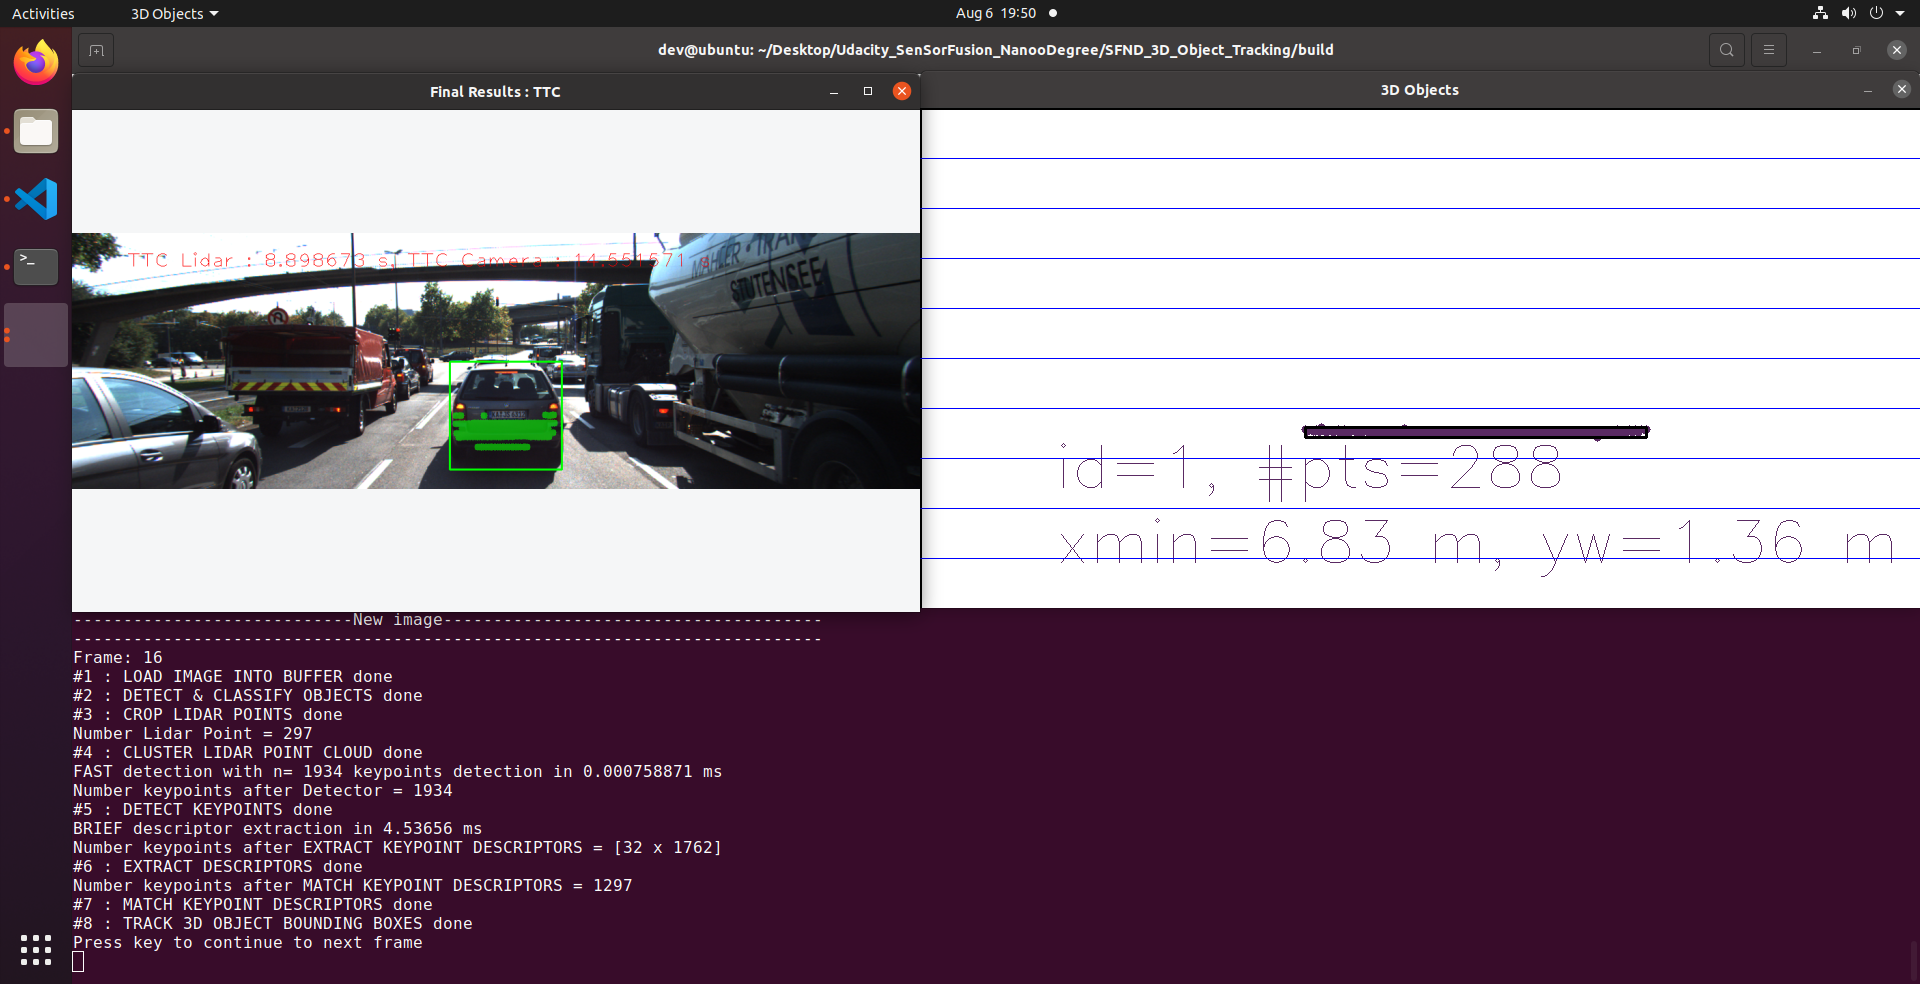 Activities
3D Objects
Aug 6 19:50
dev@ubuntu: ~/Desktop/Udacity_SenSorFusion_NanooDegree/SFND_3D_Object_Tracking/build
Final Results : TTC
3D Objects
TTC Lidar : 8.898673 s, TTC Camera : 14.551571 s
STUTENSEE
id=1, #pts=288
xmin=6.83 m, yw=1.36 m
----------------------------New image--------------------------------------
---------------------------------------------------------------------------
Frame: 16
#1 : LOAD IMAGE INTO BUFFER done
#2 : DETECT & CLASSIFY OBJECTS done
#3 : CROP LIDAR POINTS done
Number Lidar Point = 297
#4 : CLUSTER LIDAR POINT CLOUD done
FAST detection with n= 1934 keypoints detection in 0.000758871 ms
Number keypoints after Detector = 1934
#5 : DETECT KEYPOINTS done
BRIEF descriptor extraction in 4.53656 ms
Number keypoints after EXTRACT KEYPOINT DESCRIPTORS = [32 x 1762]
#6 : EXTRACT DESCRIPTORS done
Number keypoints after MATCH KEYPOINT DESCRIPTORS = 1297
#7 : MATCH KEYPOINT DESCRIPTORS done
#8 : TRACK 3D OBJECT BOUNDING BOXES done
Press key to continue to next frame